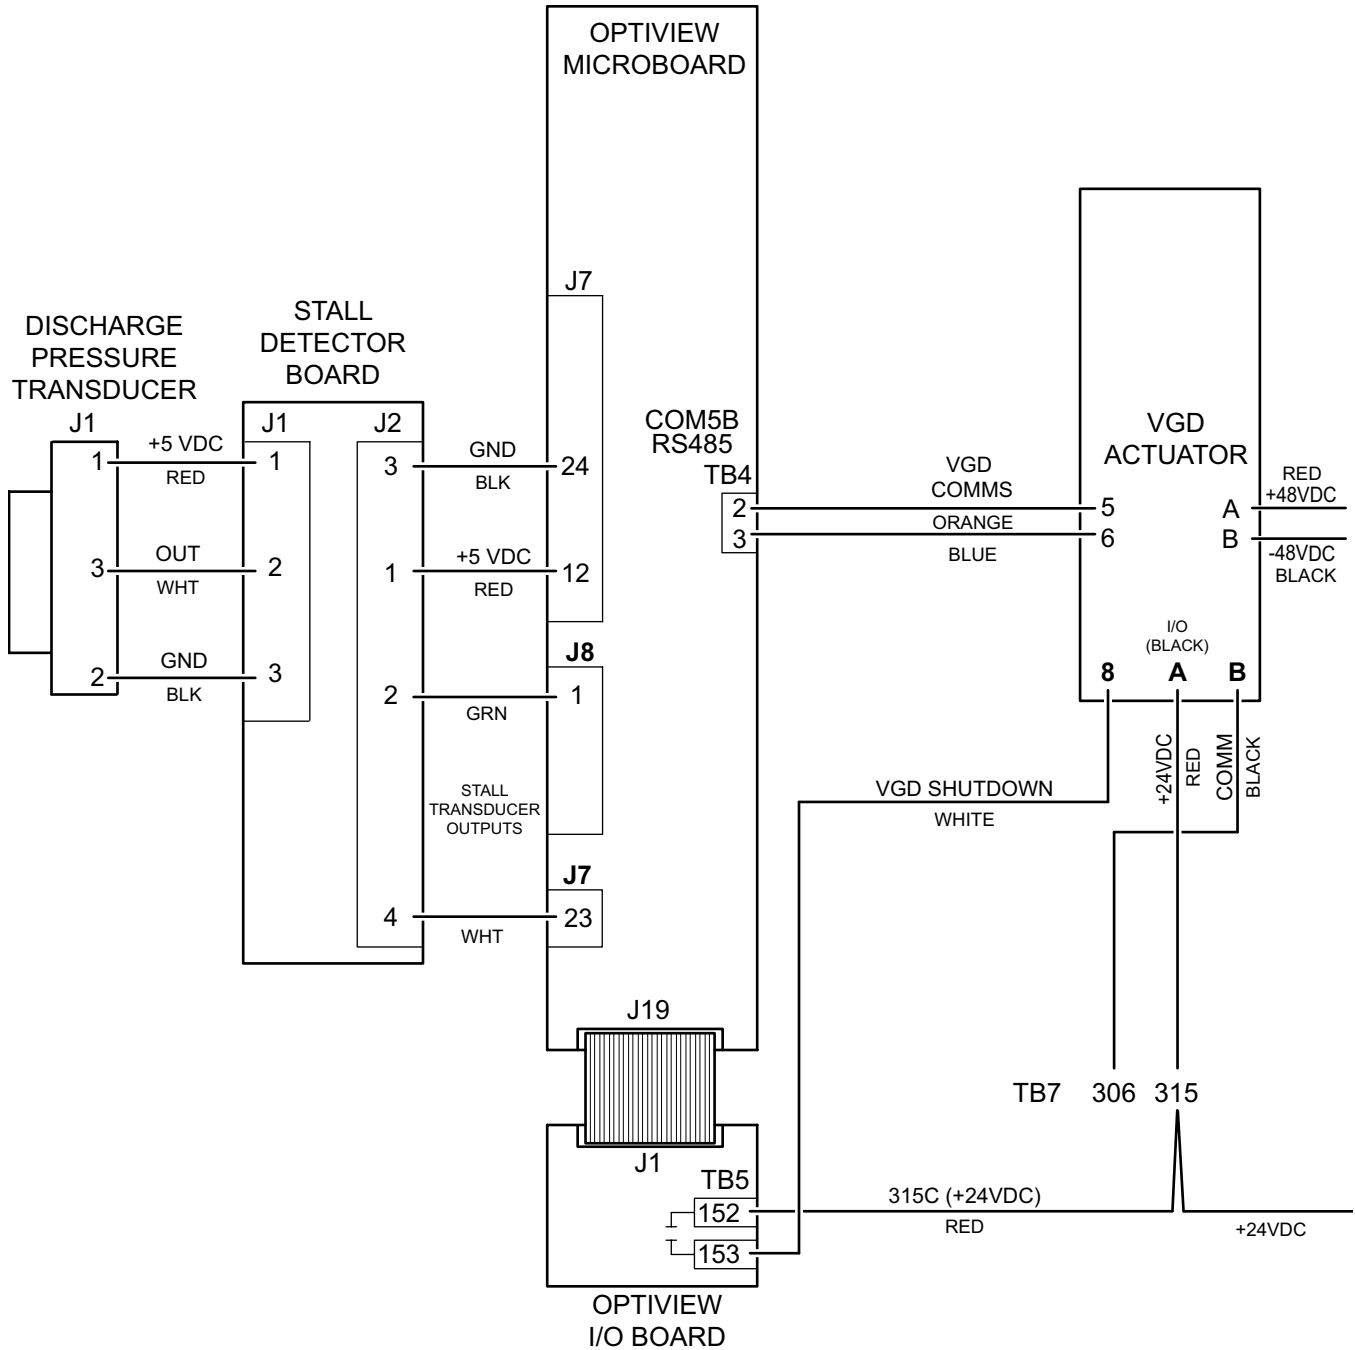 OPTIVIEW
MICROBOARD
J7
DISCHARGE
PRESSURE
TRANSDUCER
J1
1
3
2
+5 VDC
RED
OUT
WHT
GND
BLK
STALL
DETECTOR
BOARD
J1
1
2
3
J2
3
1
2
4
GND
BLK
+5 VDC
RED
GRN
STALL
TRANSDUCER
OUTPUTS
WHT
24
12
J8
1
J7
23
COM5B
RS485
TB4
2
3
VGD
COMMS
ORANGE
BLUE
VGD
ACTUATOR
5
6
A
B
RED
+48VDC
-48VDC
BLACK
I/O
(BLACK)
8
A
B
+24VDC
RED
COMM
BLACK
VGD SHUTDOWN
WHITE
J19
J1
TB7
306
315
TB5
152
153
315C (+24VDC)
RED
+24VDC
OPTIVIEW
I/O BOARD